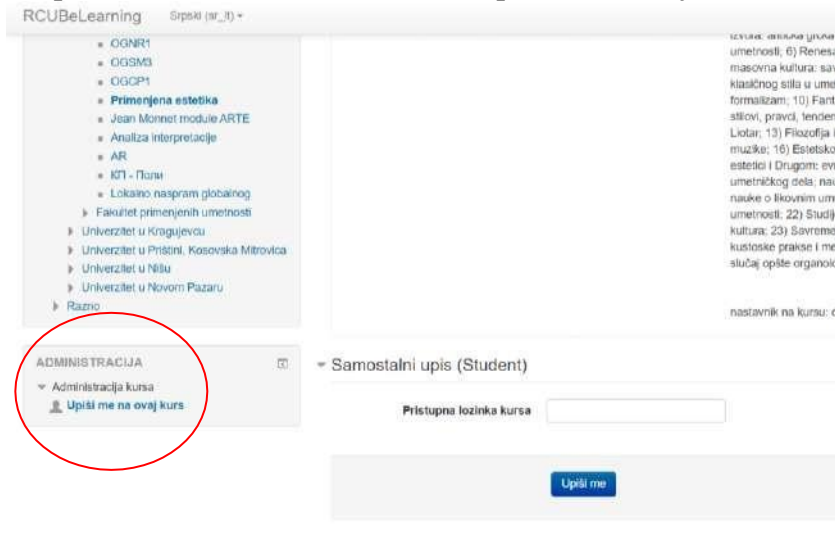 RCUBeLearning Srpski (sr_lt)
OGNR1
OGSM3
OGCP1
Primenjena estetika
Jean Monnet module ARTE
Analiza interpretacije
AR
КП - Поли
Lokalno naspram globalnog
Fakultet primenjenih umetnosti
Univerzitet u Kragujevcu
Univerzitet u Prištini, Kosovska Mitrovica
Univerzitet u Nišu
Univerzitet u Novom Pazaru
Razno
umetnosti; 6) Renesa
masovna kultura: sav
klasičnog stila u ume
formalizam; 10) Fant
stilovi, pravci, tenden
Liotar; 13) Filozofija i
muzike; 16) Estetsko
estetici i Drugom: ev
umetničkog dela; nau
nauke o likovnim ume
umetnosti; 22) Studij
kultura; 23) Savreme
kustoske prakse i me
slučaj opšte organolo
nastavnik na kursu: d
ADMINISTRACIJA
Administracija kursa
Upiši me na ovaj kurs
Samostalni upis (Student)
Pristupna lozinka kursa
Upiši me